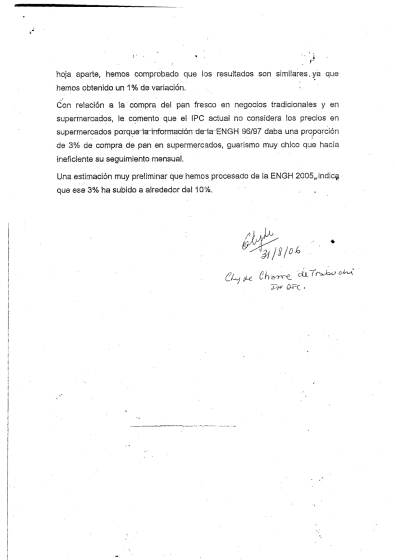 hoja aparte, hemos comprobado que los resultados son similares, ya que
hemos obtenido un 1% de variación.
Con relación a la compra del pan fresco en negocios tradicionales y en
supermercados, le comento que el IPC actual no considera los precios en
supermercados porque la información de la ENGH 96/97 daba una proporción
de 3% de compra de pan en supermercados, guarismo muy chico que hacía
ineficiente su seguimiento mensual.
Una estimación muy preliminar que hemos procesado de la ENGH 2005, indica
que ese 3% ha subido a alrededor del 10%.
Clyde
31/8/06
Clyde Charre de Trabuchi